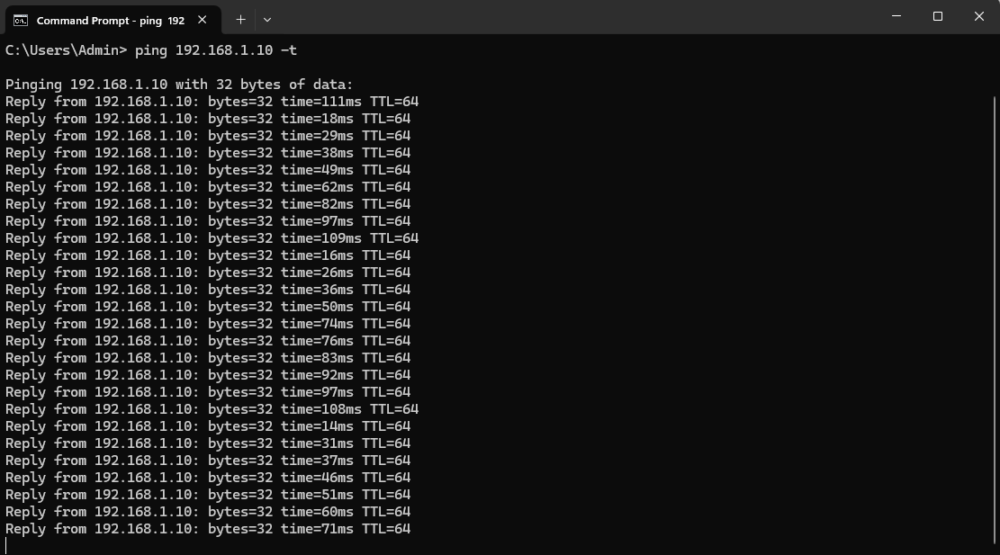 Command Prompt - ping 192
C:\Users\Admin> ping 192.168.1.10 -t
Pinging 192.168.1.10 with 32 bytes of data:
Reply from 192.168.1.10: bytes=32 time=111ms TTL=64
Reply from 192.168.1.10: bytes=32 time=18ms TTL=64
Reply from 192.168.1.10: bytes=32 time=29ms TTL=64
Reply from 192.168.1.10: bytes=32 time=38ms TTL=64
Reply from 192.168.1.10: bytes=32 time=49ms TTL=64
Reply from 192.168.1.10: bytes=32 time=62ms TTL=64
Reply from 192.168.1.10: bytes=32 time=82ms TTL=64
Reply from 192.168.1.10: bytes=32 time=97ms TTL=64
Reply from 192.168.1.10: bytes=32 time=109ms TTL=64
Reply from 192.168.1.10: bytes=32 time=16ms TTL=64
Reply from 192.168.1.10: bytes=32 time=26ms TTL=64
Reply from 192.168.1.10: bytes=32 time=36ms TTL=64
Reply from 192.168.1.10: bytes=32 time=50ms TTL=64
Reply from 192.168.1.10: bytes=32 time=74ms TTL=64
Reply from 192.168.1.10: bytes=32 time=76ms TTL=64
Reply from 192.168.1.10: bytes=32 time=83ms TTL=64
Reply from 192.168.1.10: bytes=32 time=92ms TTL=64
Reply from 192.168.1.10: bytes=32 time=97ms TTL=64
Reply from 192.168.1.10: bytes=32 time=108ms TTL=64
Reply from 192.168.1.10: bytes=32 time=14ms TTL=64
Reply from 192.168.1.10: bytes=32 time=31ms TTL=64
Reply from 192.168.1.10: bytes=32 time=37ms TTL=64
Reply from 192.168.1.10: bytes=32 time=46ms TTL=64
Reply from 192.168.1.10: bytes=32 time=51ms TTL=64
Reply from 192.168.1.10: bytes=32 time=60ms TTL=64
Reply from 192.168.1.10: bytes=32 time=71ms TTL=64